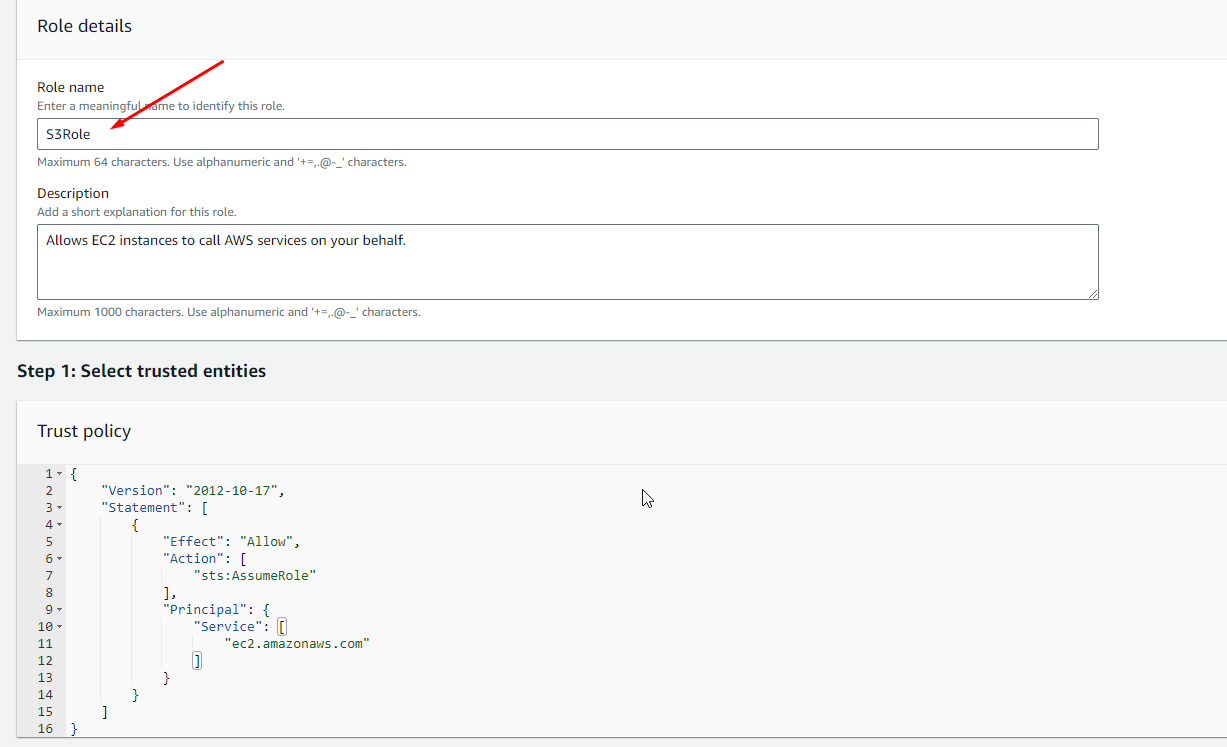 Role details
Role name
Enter a meaningful name to identify this role.
S3Role
Maximum 64 characters. Use alphanumeric and '+=,.@-_' characters.
Description
Add a short explanation for this role.
Allows EC2 instances to call AWS services on your behalf.
Maximum 1000 characters. Use alphanumeric and '+=,.@-_' characters.
Step 1: Select trusted entities
Trust policy
1 {
2     "Version": "2012-10-17",
3     "Statement": [
4         {
5             "Effect": "Allow",
6             "Action": [
7                 "sts:AssumeRole"
8             ],
9             "Principal": {
10                 "Service": [
11                     "ec2.amazonaws.com"
12                 ]
13             }
14         }
15     ]
16 }